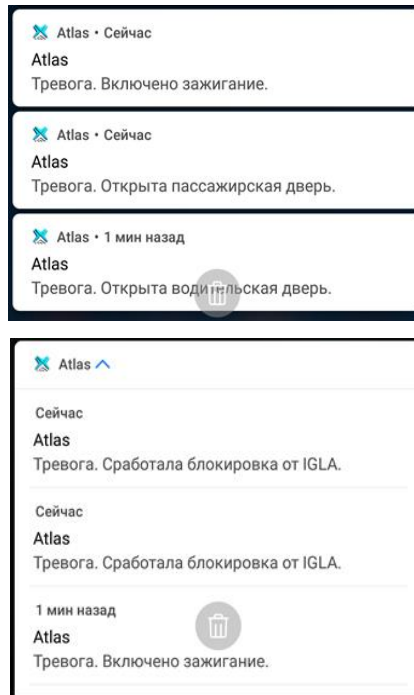 Atlas • Сейчас
Atlas
Тревога. Включено зажигание.
Atlas • Сейчас
Atlas
Тревога. Открыта пассажирская дверь.
Atlas • 1 мин назад
Atlas
Тревога. Открыта водительская дверь.
Atlas
Сейчас
Atlas
Тревога. Сработала блокировка от IGLA.
Сейчас
Atlas
Тревога. Сработала блокировка от IGLA.
1 мин назад
Atlas
Тревога. Включено зажигание.